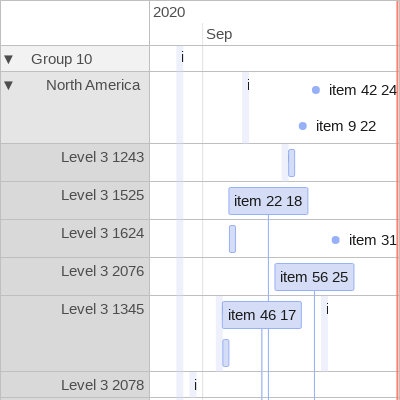 2020
Sep
▼ Group 10 i
▼ North America i item 42 24
item 9 22
Level 3 1243
Level 3 1525 item 22 18
Level 3 1624 item 31
Level 3 2076 item 56 25
Level 3 1345 item 46 17 i
Level 3 2078 i